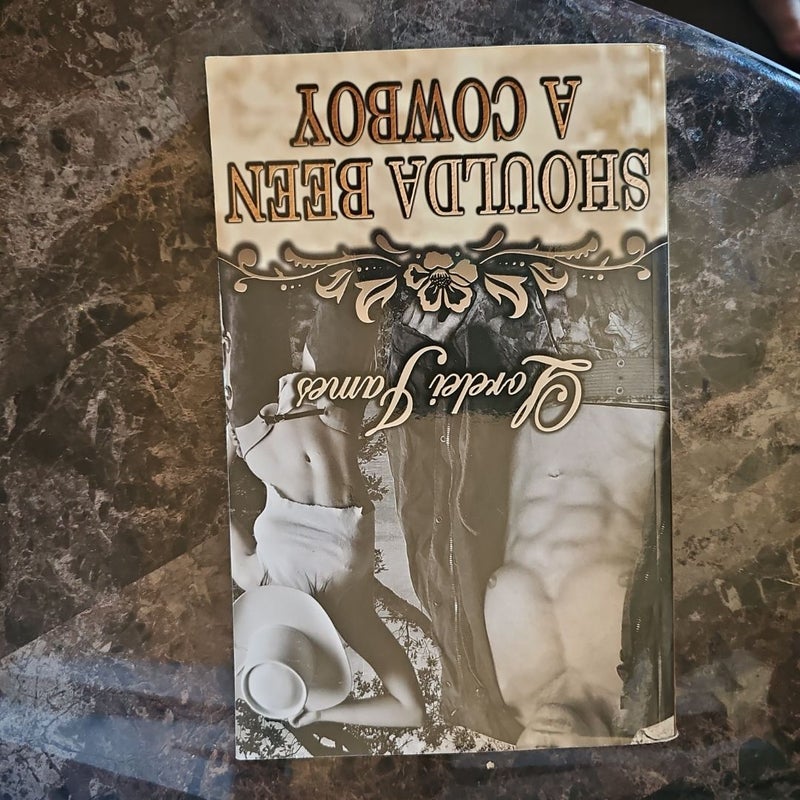 Lorelei James
SHOULDA BEEN
A COWBOY